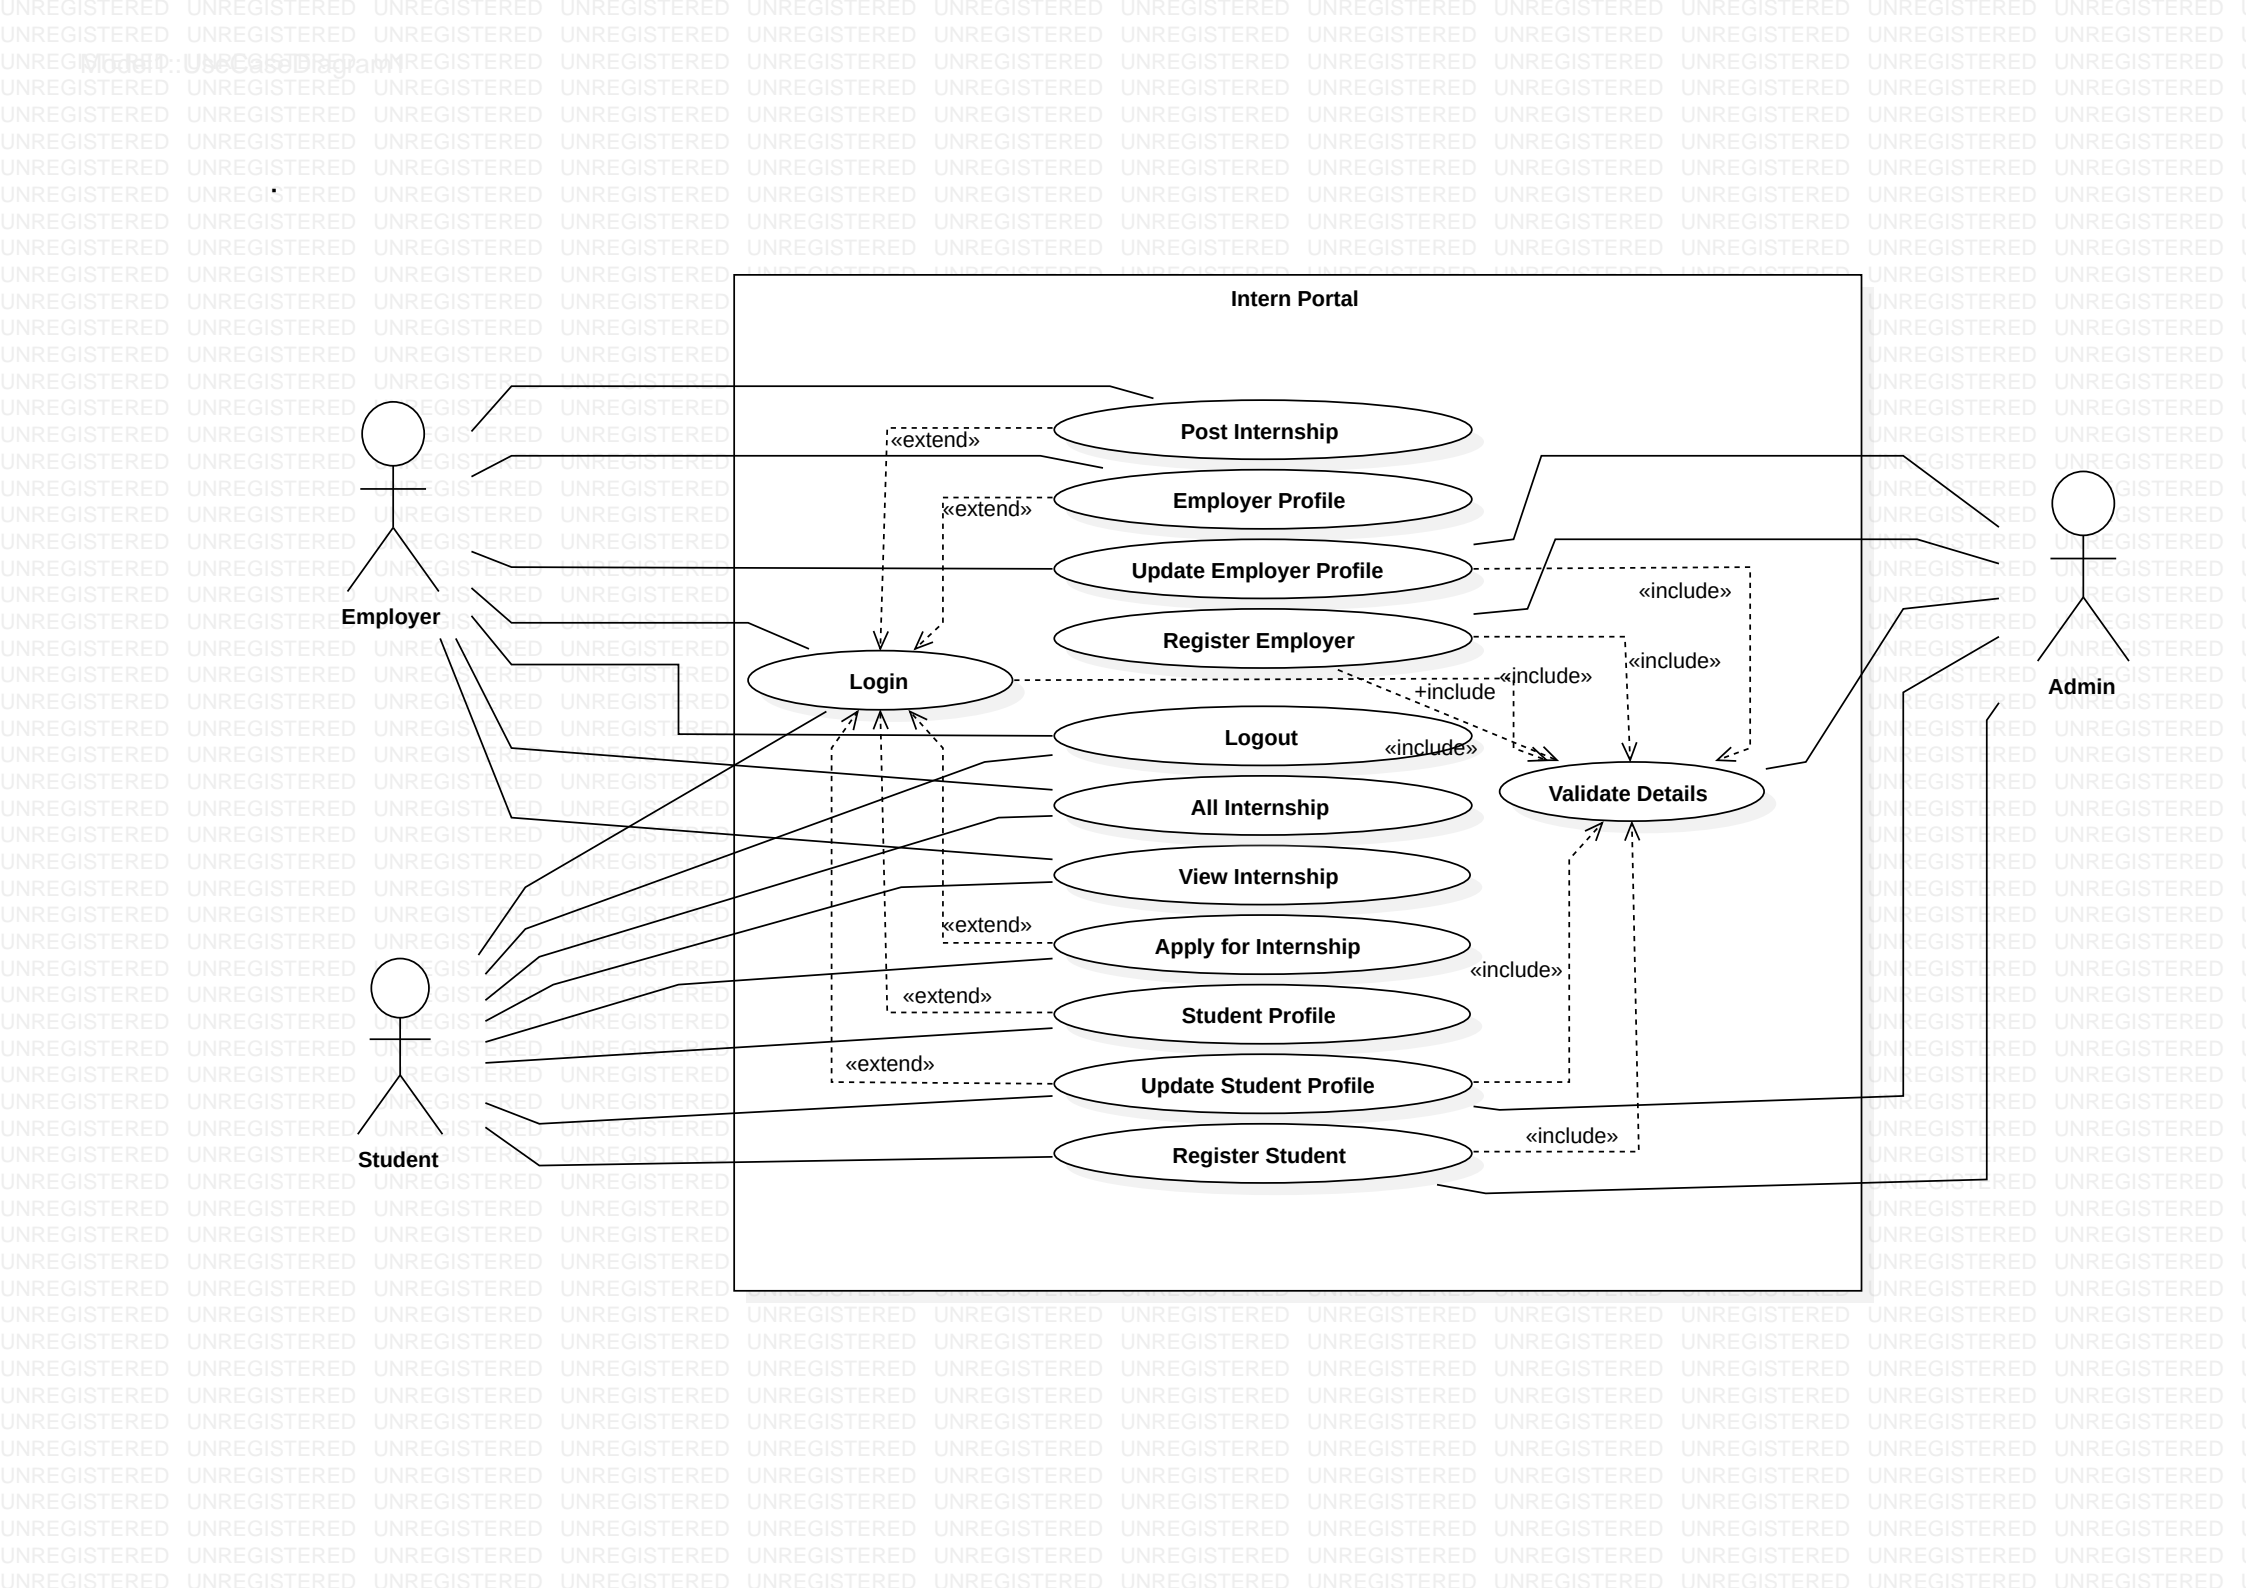 Model1::UseCaseDiagram1
Intern Portal
Post Internship
«extend»
Employer Profile
«extend»
Update Employer Profile
«include»
Employer
Register Employer
«include»
«include»
+include
Login
Admin
Logout
«include»
Validate Details
All Internship
View Internship
«extend»
Apply for Internship
«include»
«extend»
Student Profile
«extend»
Update Student Profile
«include»
Register Student
Student
UNREGISTERED